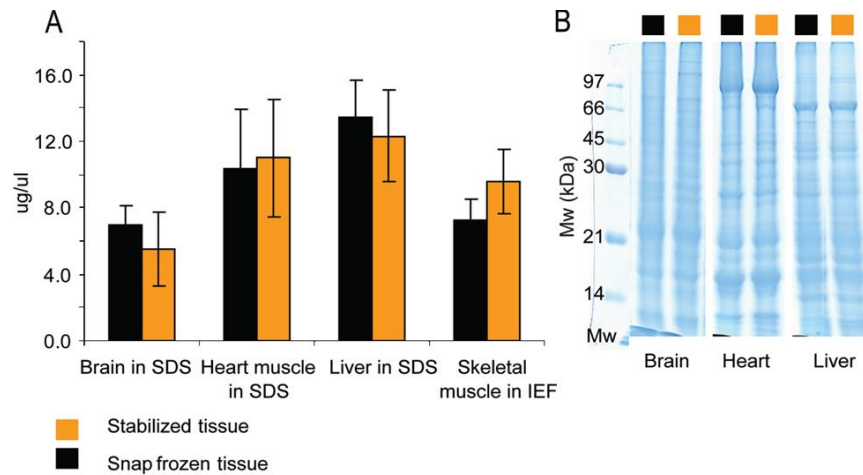 A
16.0
12.0
8.0
4.0
0.0
ug/ul
Brain in SDS
Heart muscle
in SDS
Liver in SDS
Skeletal
muscle in IEF
Stabilized tissue
Snap frozen tissue
B
97
66
45
30
21
14
Mw
Mw (kDa)
Brain
Heart
Liver